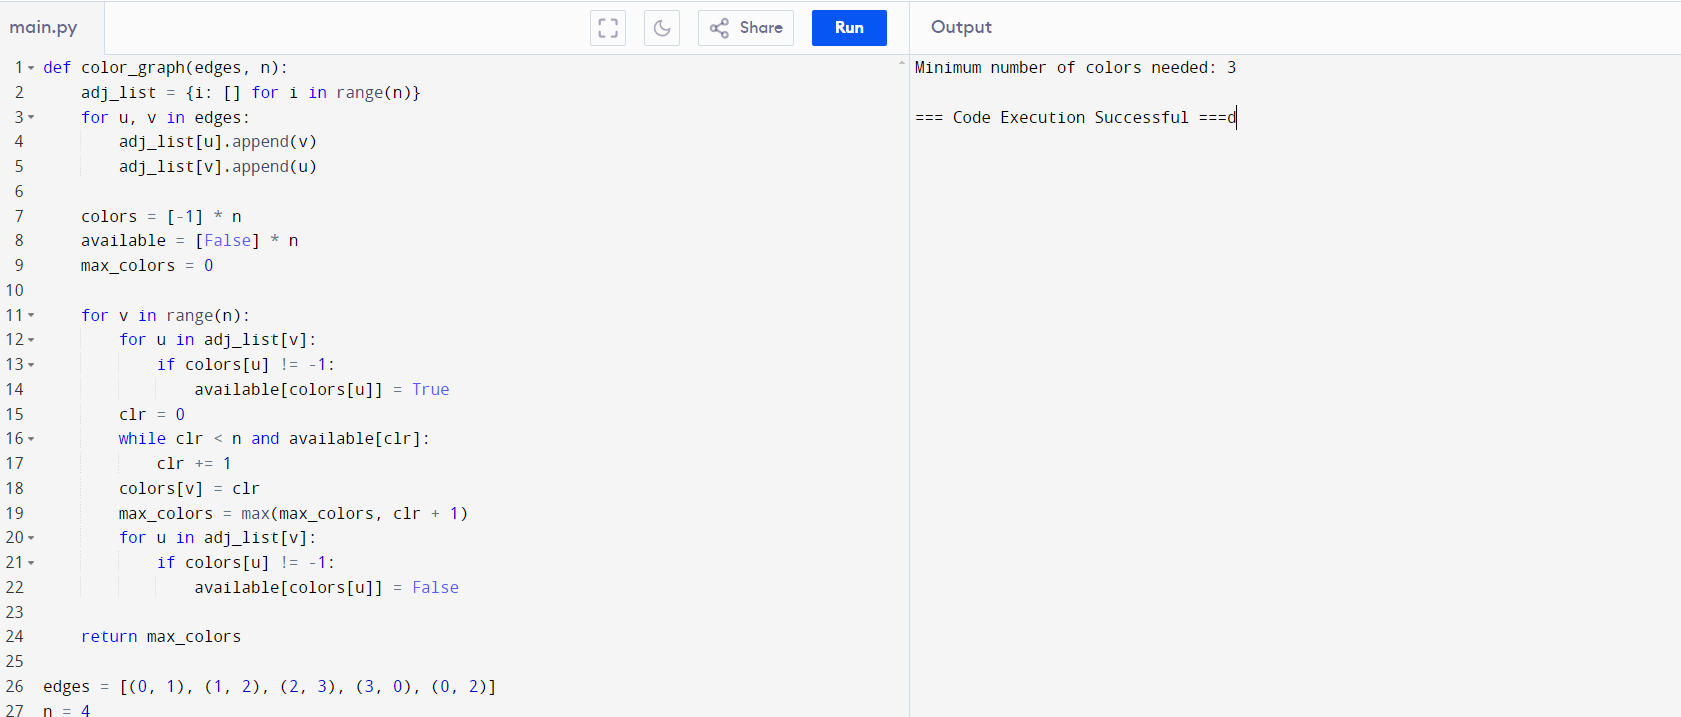 main.py Share Run Output
1 def color_graph(edges, n):
2     adj_list = {i: [] for i in range(n)}
3     for u, v in edges:
4         adj_list[u].append(v)
5         adj_list[v].append(u)
6
7     colors = [-1] * n
8     available = [False] * n
9     max_colors = 0
10
11     for v in range(n):
12         for u in adj_list[v]:
13             if colors[u] != -1:
14                 available[colors[u]] = True
15         clr = 0
16         while clr < n and available[clr]:
17             clr += 1
18         colors[v] = clr
19         max_colors = max(max_colors, clr + 1)
20         for u in adj_list[v]:
21             if colors[u] != -1:
22                 available[colors[u]] = False
23
24     return max_colors
25
26 edges = [(0, 1), (1, 2), (2, 3), (3, 0), (0, 2)]
27 n = 4
Minimum number of colors needed: 3
=== Code Execution Successful ===d